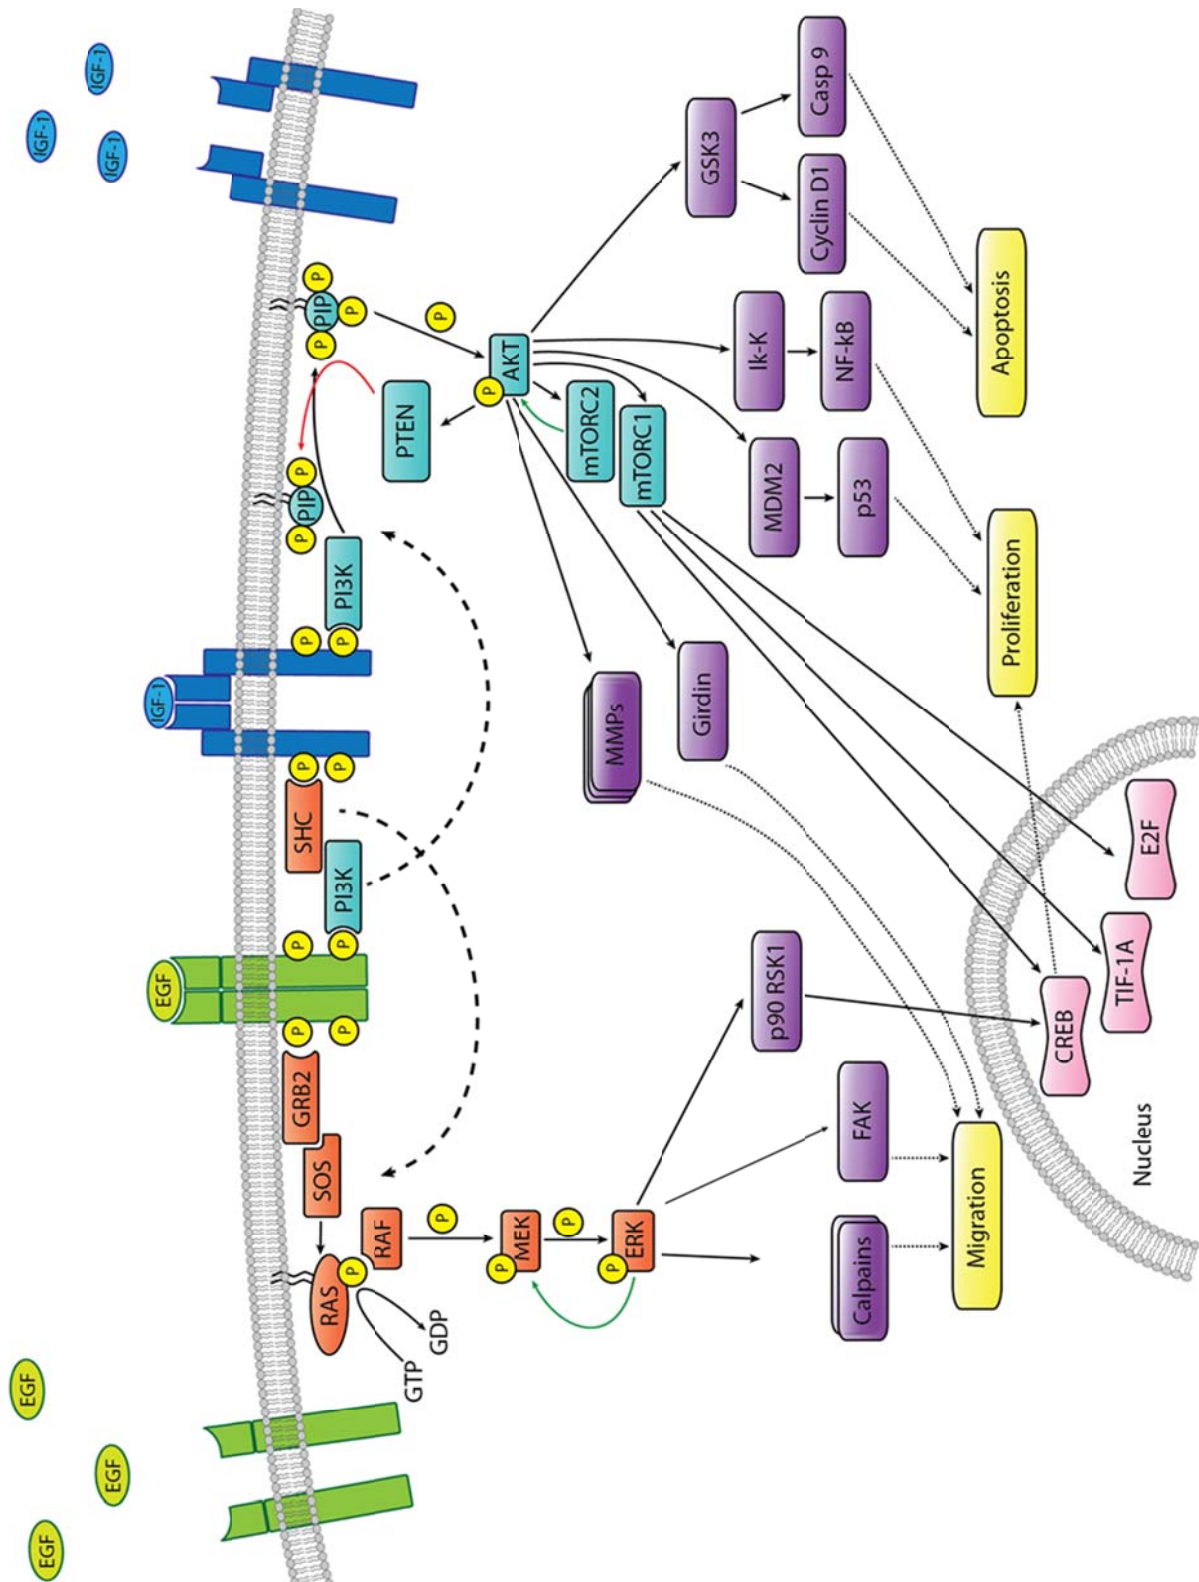 EGF
EGF
EGF
EGF
IGF-1
IGF-1
IGF-1
IGF-1
GTP
GDP
RAS
P
SOS
GRB2
P
P
P
P
PI3K
SHC
P
P
P
P
PI3K
P
PIP
P
P
PIP
P
P
RAF
P
P
MEK
P
P
ERK
PTEN
P
P
AKT
mTORC2
mTORC1
MMPs
Girdin
MDM2
p53
Ik-K
NF-kB
GSK3
Cyclin D1
Casp 9
Calpains
FAK
p90 RSK1
Migration
Proliferation
Apoptosis
Nucleus
CREB
TIF-1A
E2F